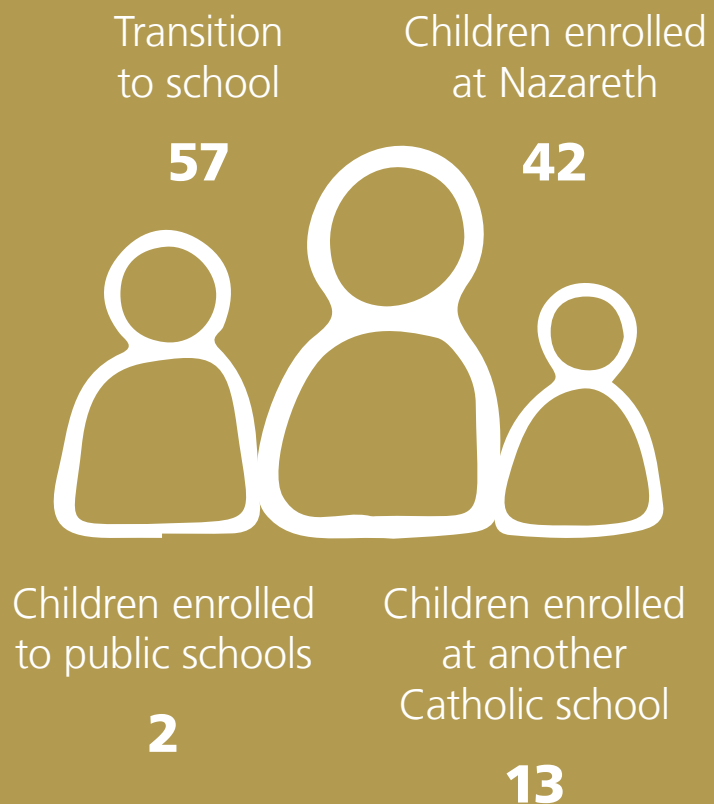 Transition
to school
57
Children enrolled
at Nazareth
42
Children enrolled
to public schools
2
Children enrolled
at another
Catholic school
13